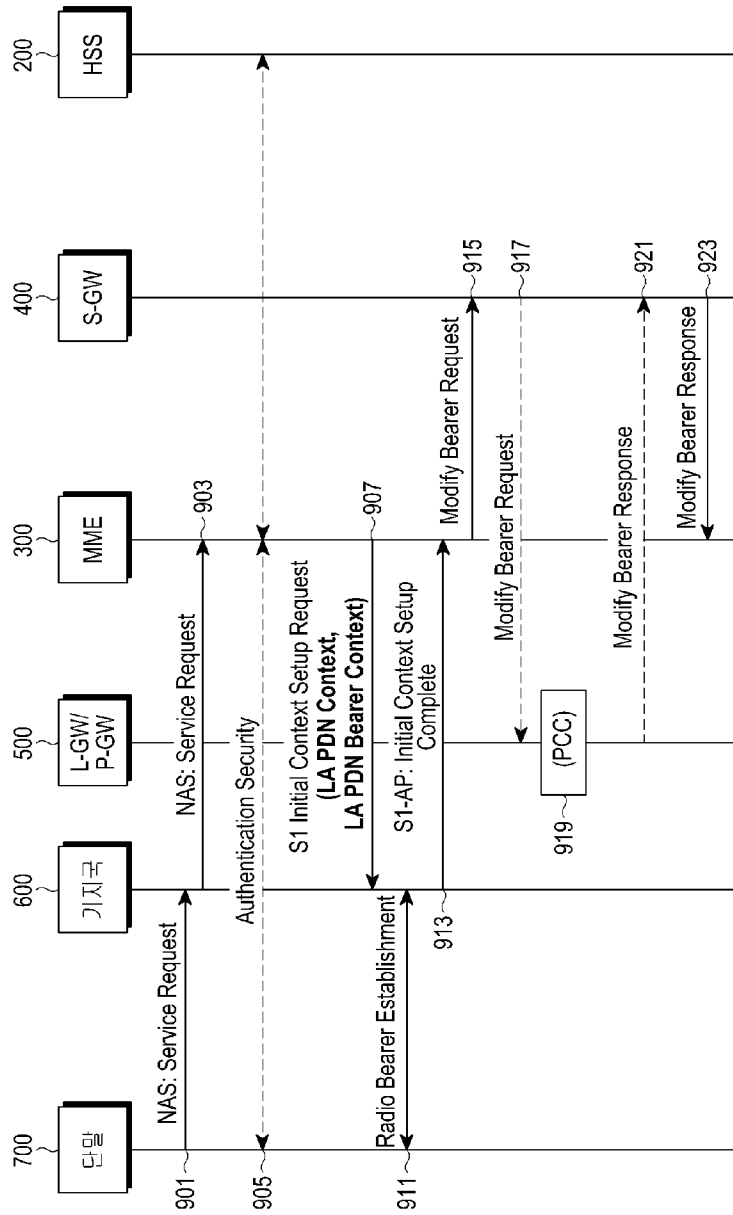 700
600
500
300
400
200
단말
기지국
L-GW/
P-GW
MME
S-GW
HSS
901
NAS: Service Request
NAS: Service Request
903
905
Authentication Security
S1 Initial Context Setup Request
(LA PDN Context,
LA PDN Bearer Context)
907
911
Radio Bearer Establishment
S1-AP: Initial Context Setup
Complete
913
Modify Bearer Request
915
Modify Bearer Request
917
(PCC)
919
Modify Bearer Response
921
Modify Bearer Response
923